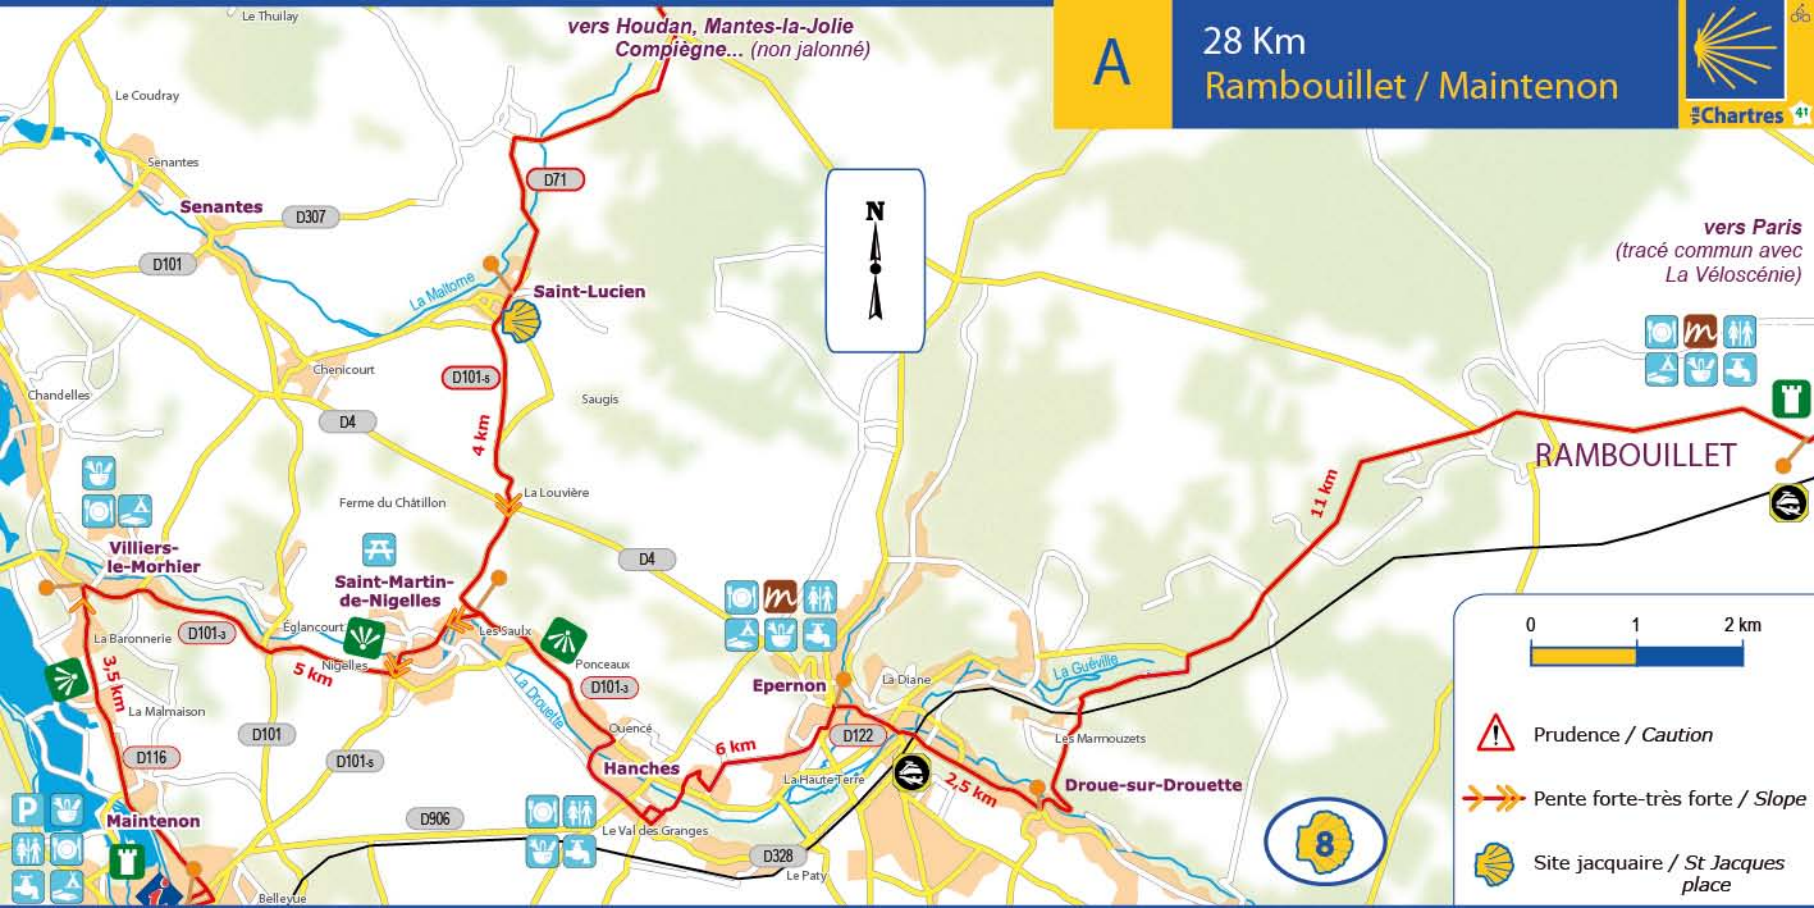 Le Thuilay
vers Houdan, Mantes-la-Jolie
Compiègne... (non jalonné)
A
28 Km
Rambouillet / Maintenon
via Chartres
41
Le Coudray
Senantes
Senantes
D307
D71
D101
N
vers Paris
(tracé commun avec
La Véloscénie)
La Maltorne
Saint-Lucien
Chenicourt
D101-5
Chandelles
Saugis
D4
4 km
RAMBOUILLET
m
La Louvière
Ferme du Châtillon
11 km
Villiers-
le-Morhier
D4
Saint-Martin-
de-Nigelles
m
La Baronnerie
D101-3
Églancourt
Les Saulx
Nigelles
5 km
Ponceaux
D101-3
3,5 km
La Malmaison
La Drouette
Epernon
La Diane
La Guéville
D101
Ouencé
D122
Les Marmouzets
D116
D101-5
6 km
Hanches
La Haute Terre
2,5 km
Droue-sur-Drouette
P
Maintenon
D906
Le Val des Granges
D328
Le Paty
Bellevue
i
8
0 1 2 km
Prudence / Caution
Pente forte-très forte / Slope
Site jacquaire / St Jacques
place